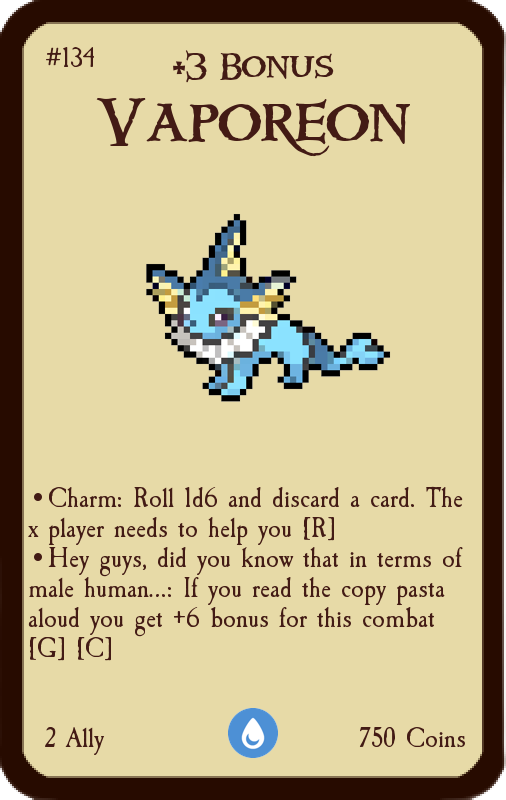 #134
+3 Bonus
Vaporeon
•Charm: Roll 1d6 and discard a card. The
x player needs to help you [R]
•Hey guys, did you know that in terms of
male human...: If you read the copy pasta
aloud you get +6 bonus for this combat
[G] [C]
2 Ally
750 Coins